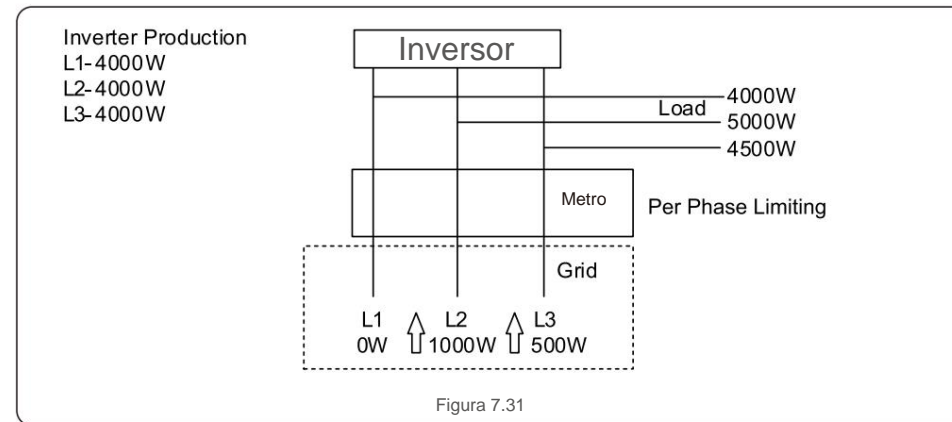 Inverter Production
L1-4000W
L2-4000W
L3-4000W
Inversor
Load
4000W
5000W
4500W
Metro
Per Phase Limiting
Grid
L1 L2 L3
0W 1000W 500W
Figura 7.31